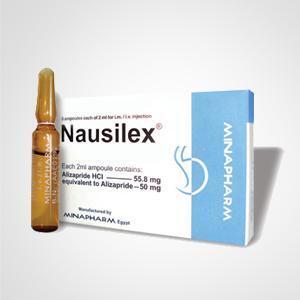 ampoules each of 2 ml for i.m. / i.v. injection
Nausilex®
Each 2ml ampoule contains:
Alizapride HCl —— 55.8 mg
equivalent to Alizapride — 50 mg
Manufactured by
MINAPHARM Egypt
MINAPHARM